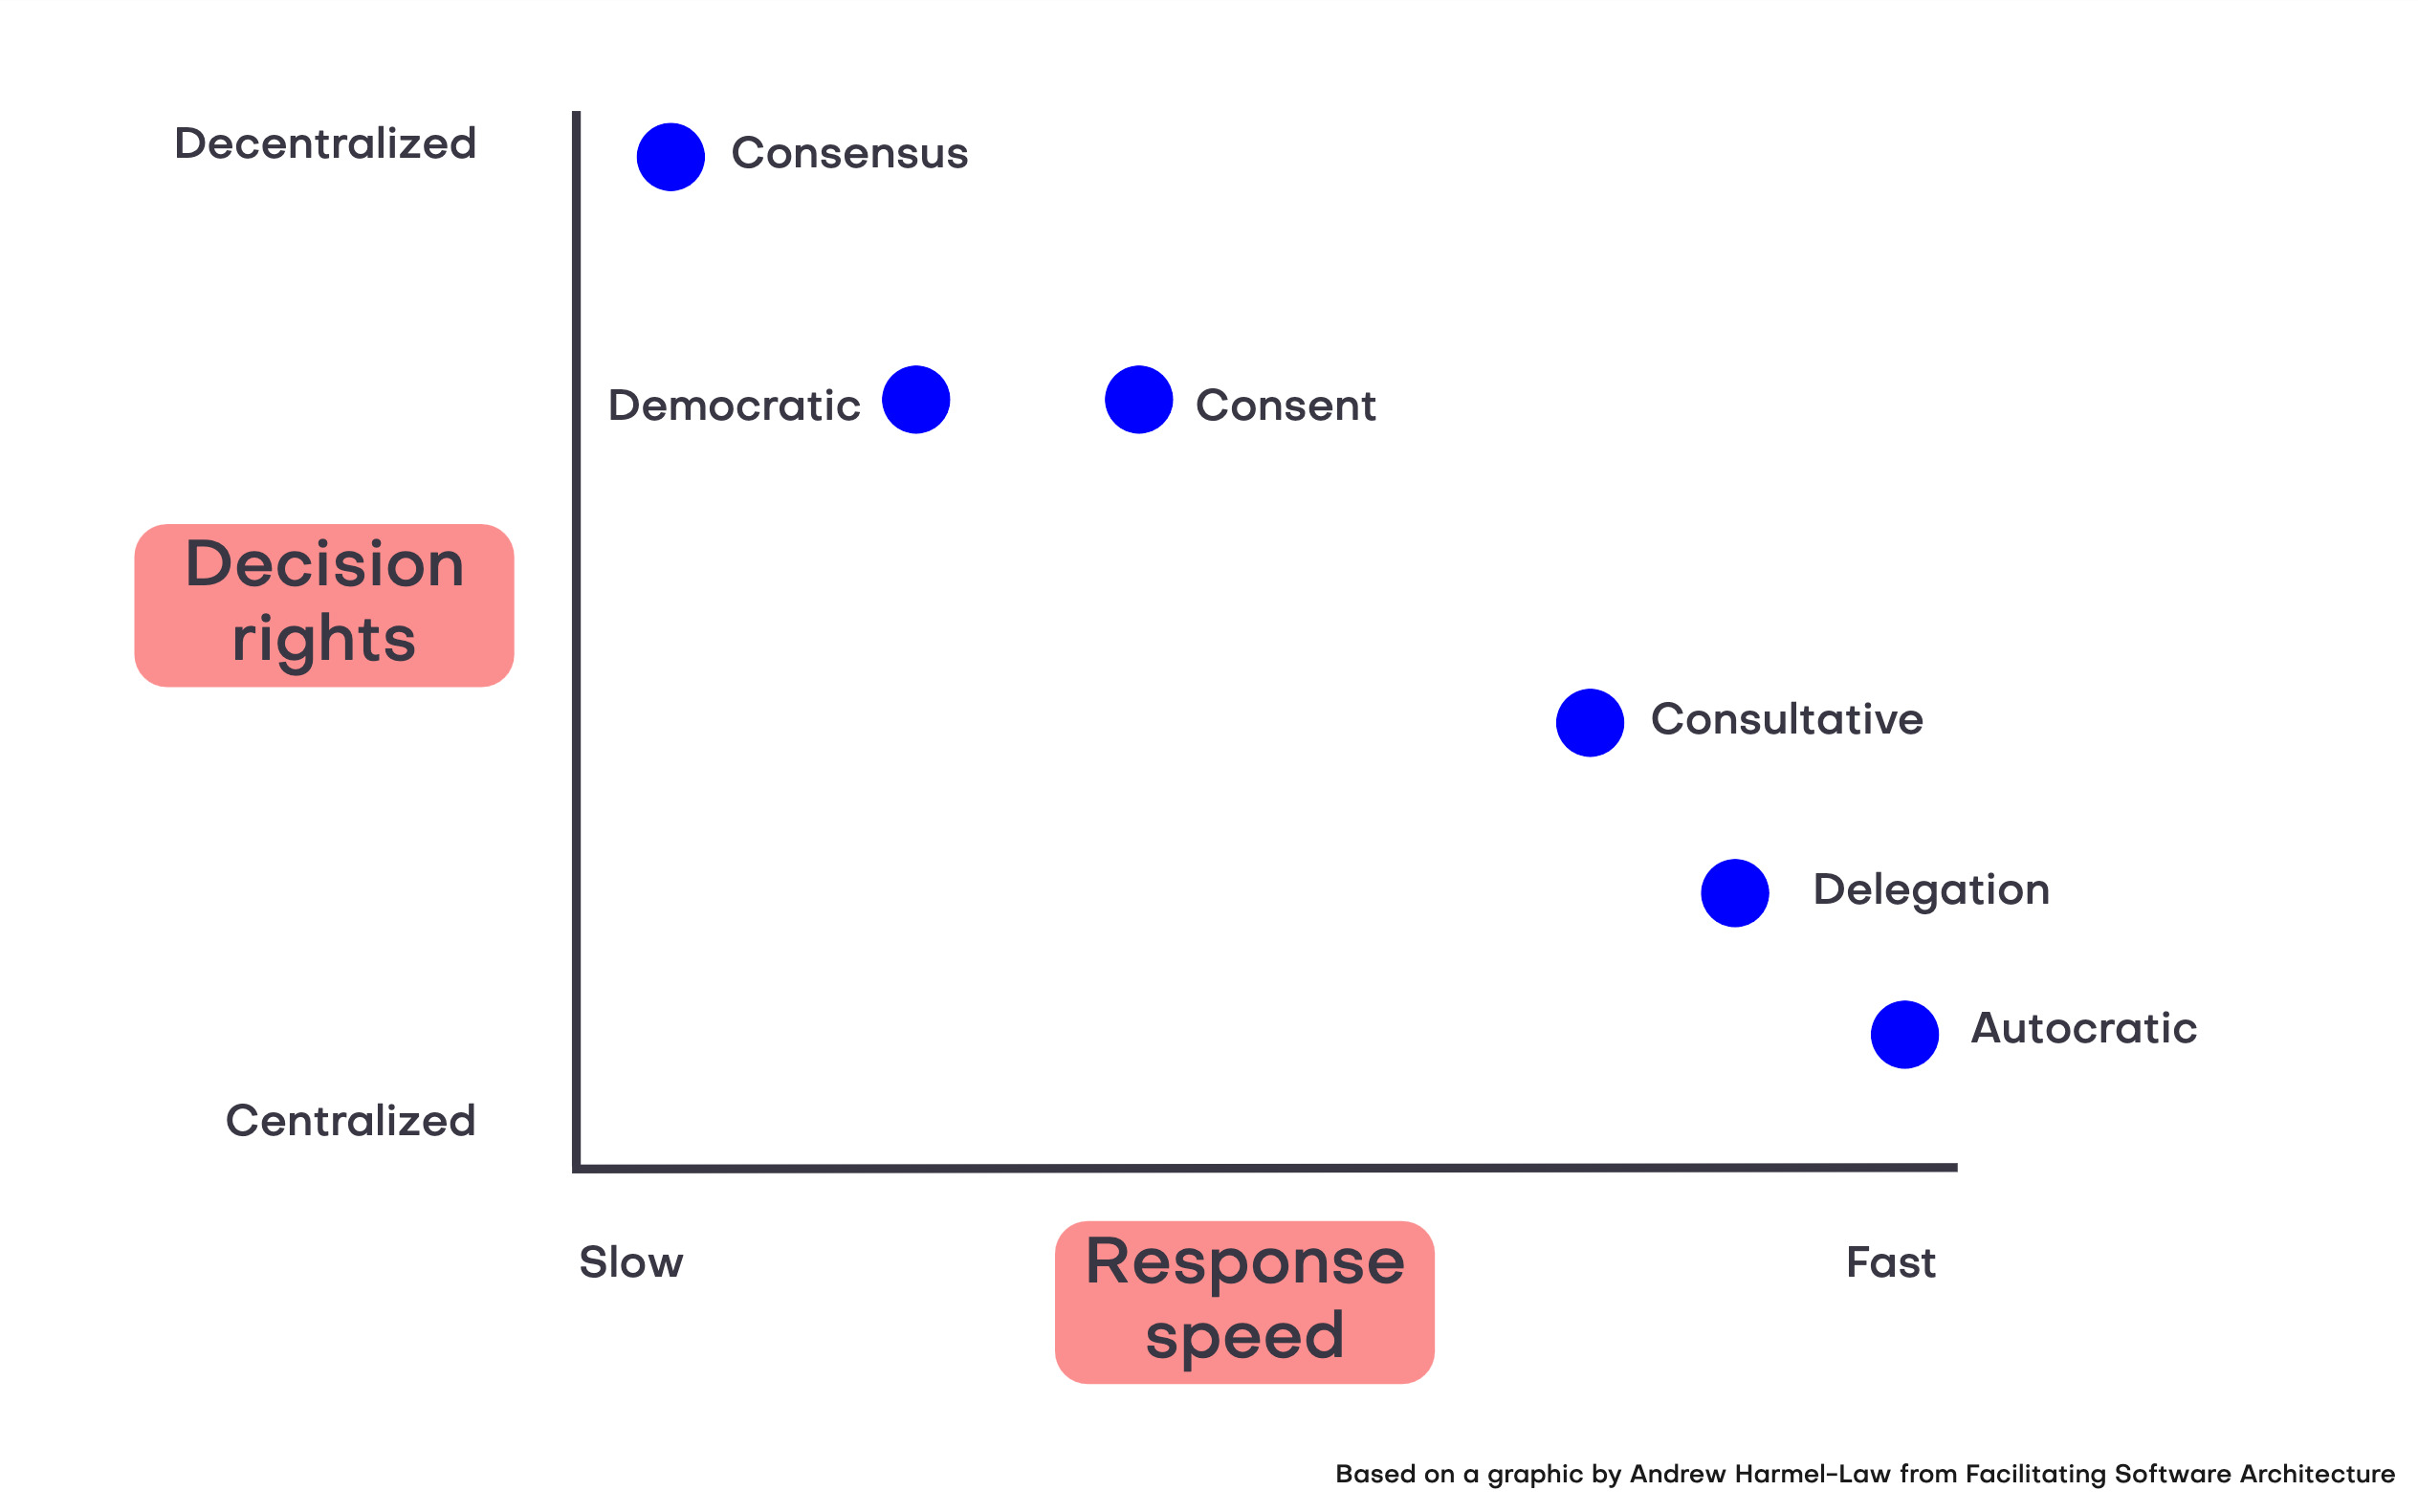 Decentralized
Consensus
Democratic
Consent
Decision
rights
Consultative
Delegation
Autocratic
Centralized
Slow
Response
speed
Fast
Based on a graphic by Andrew Harmel-Law from Facilitating Software Architecture